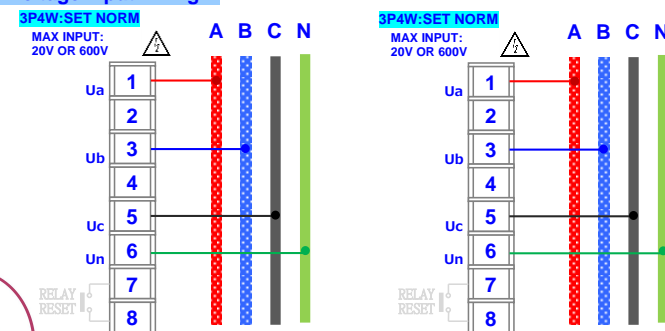 3P4W:SET NORM
MAX INPUT:
20V OR 600V
A B C N
Ua 1
2
Ub 3
4
Uc 5
Un 6
7
RELAY
RESET
8
3P4W:SET NORM
MAX INPUT:
20V OR 600V
A B C N
Ua 1
2
Ub 3
4
Uc 5
Un 6
7
RELAY
RESET
8